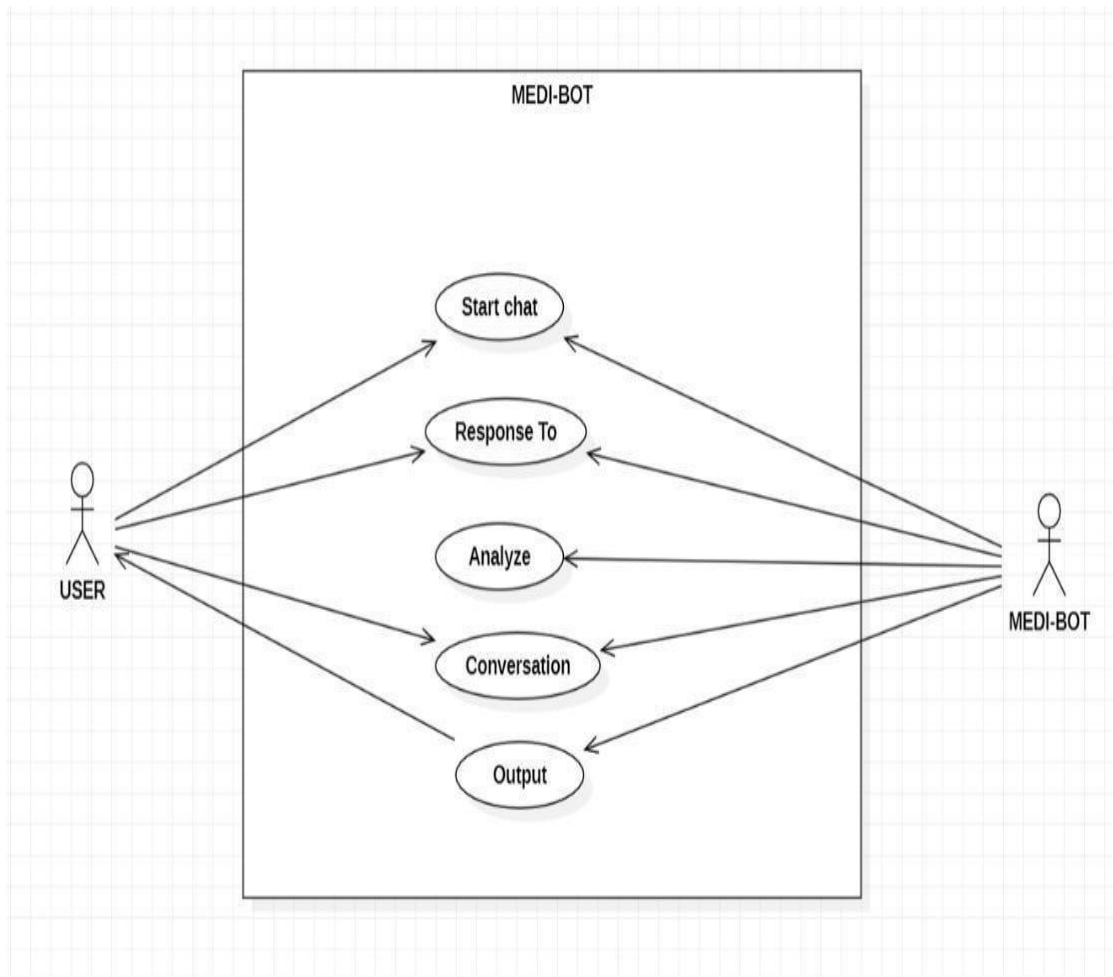 MEDI-BOT
Start chat
Response To
Analyze
Conversation
Output
USER
MEDI-BOT